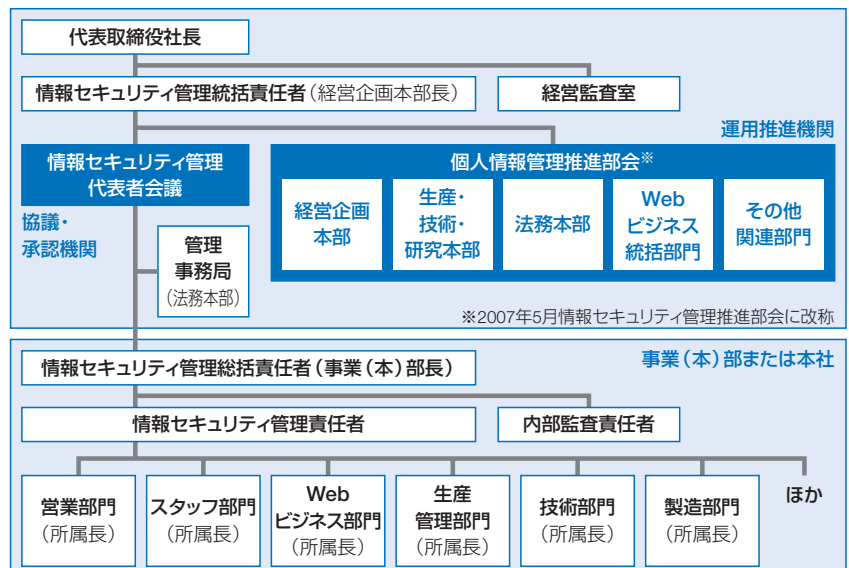 代表取締役社長
情報セキュリティ管理統括責任者（経営企画本部長）
経営監査室
運用推進機関
情報セキュリティ管理
代表者会議
協議・
承認機関
管理
事務局
（法務本部）
個人情報管理推進部会※
経営企画
本部
生産・
技術・
研究本部
法務本部
Web
ビジネス
統括部門
その他
関連部門
※2007年5月情報セキュリティ管理推進部会に改称
事業（本）部または本社
情報セキュリティ管理総括責任者（事業（本）部長）
情報セキュリティ管理責任者
内部監査責任者
営業部門
（所属長）
スタッフ部門
（所属長）
Web
ビジネス部門
（所属長）
生産
管理部門
（所属長）
技術部門
（所属長）
製造部門
（所属長）
ほか